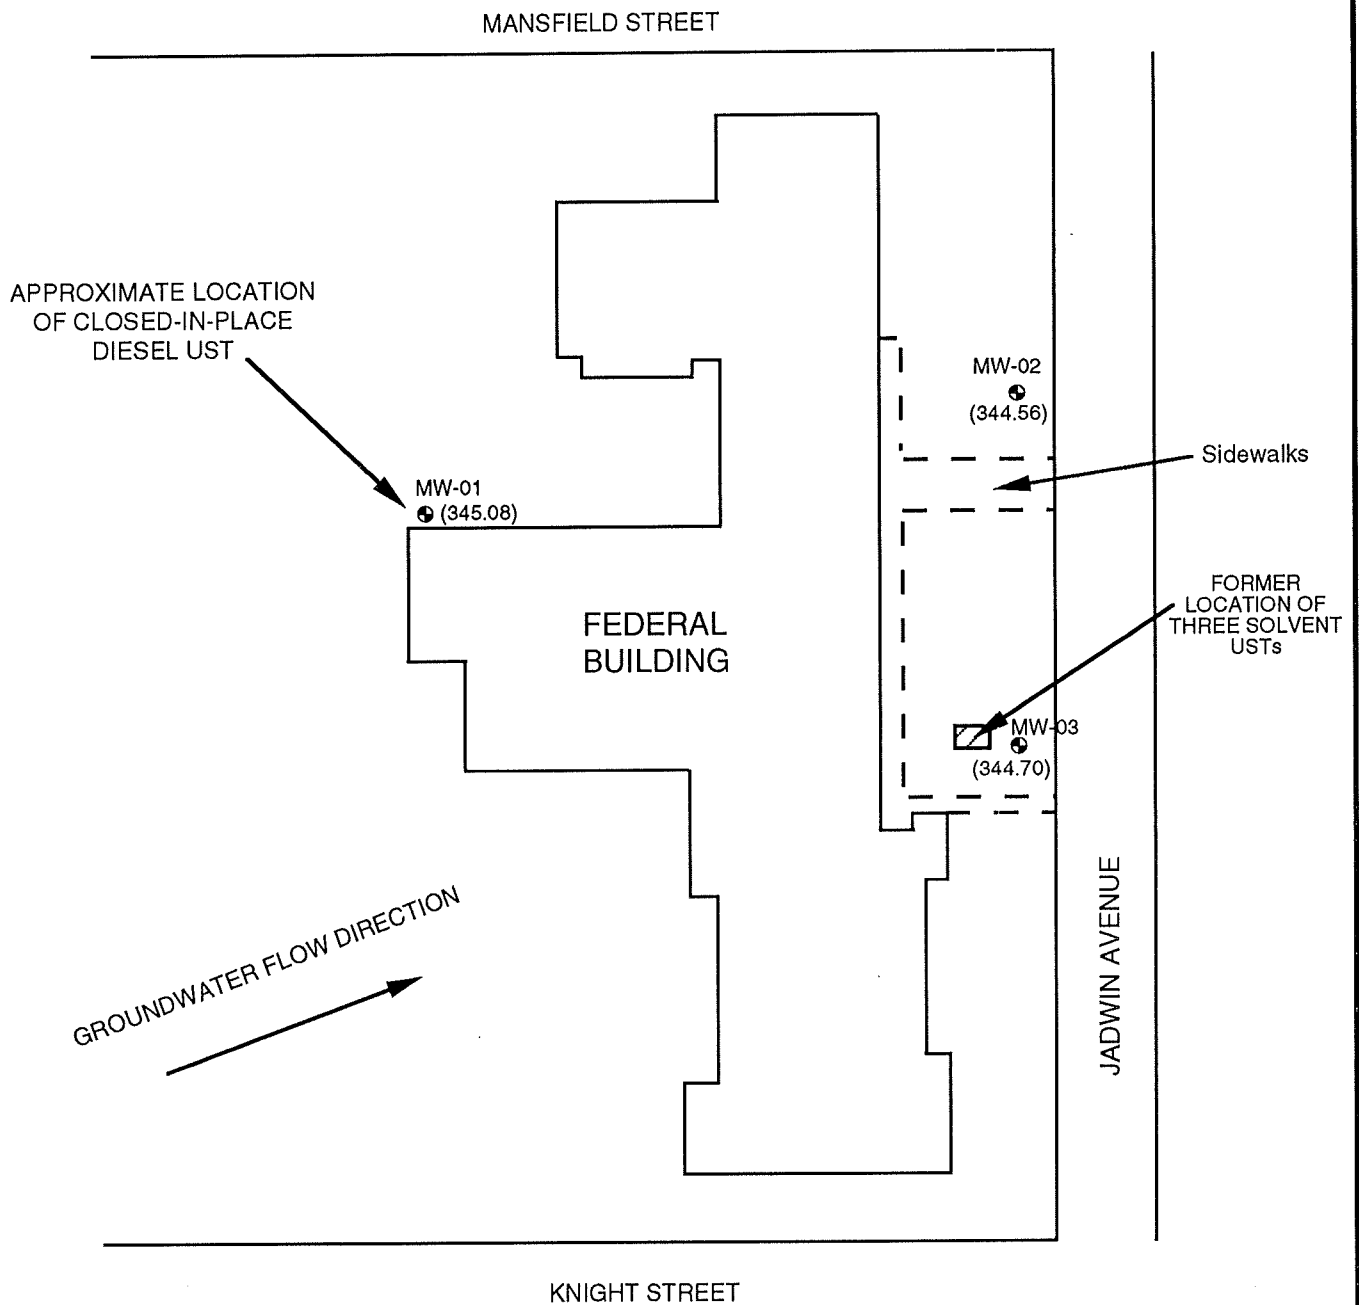 MANSFIELD STREET
APPROXIMATE LOCATION
OF CLOSED-IN-PLACE
DIESEL UST
MW-02
(344.56)
Sidewalks
MW-01
(345.08)
FORMER
LOCATION OF
THREE SOLVENT
USTs
FEDERAL
BUILDING
MW-03
(344.70)
GROUNDWATER FLOW DIRECTION
JADWIN AVENUE
KNIGHT STREET